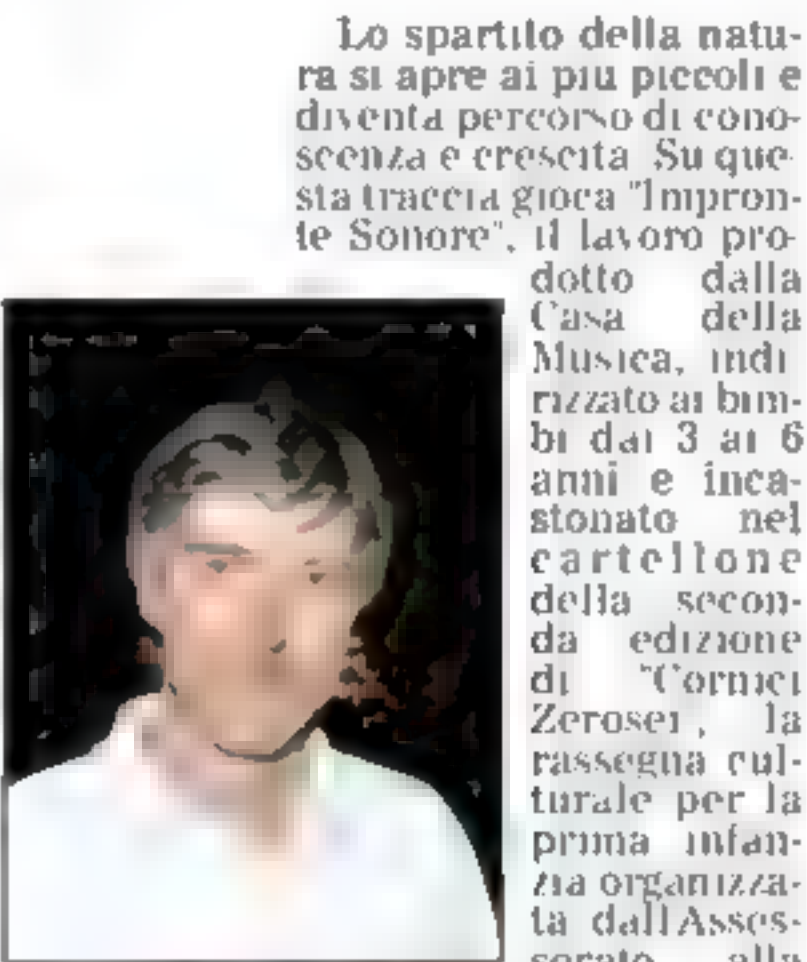 Lo spartito della natu-
ra si apre ai più piccoli e
diventa percorso di cono-
scenza e crescita Su que-
sta traccia gioca "Impron-
te Sonore", il lavoro pro-
dotto dalla
Casa della
Musica, indi
rizzato ai bim-
bi dai 3 ai 6
anni e inca-
stonato nel
cartellone
della secon-
da edizione
di "Cornici
Zerosei", la
rassegna cul-
turale per la
prima infan-
zia organizza-
ta dall'Asses-
sorato alla